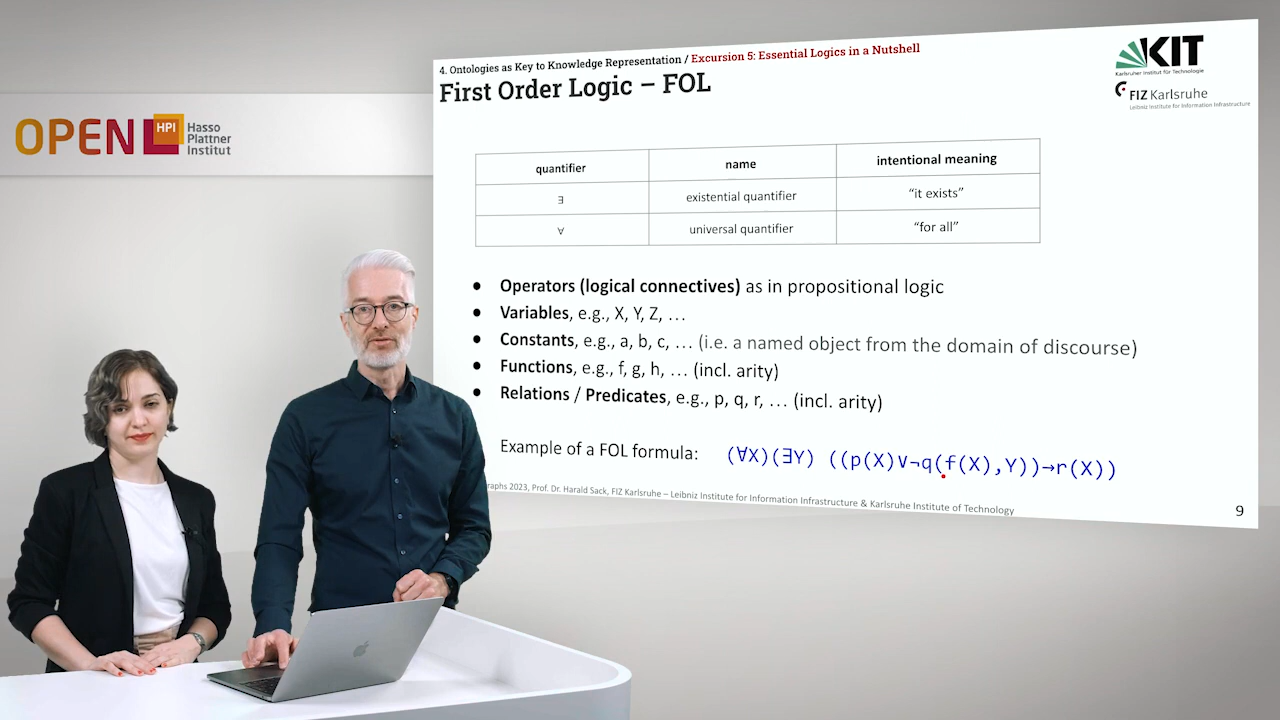 OPEN HPI Hasso
Plattner
Institut
4. Ontologies as Key to Knowledge Representation / Excursion 5: Essential Logics in a Nutshell
First Order Logic – FOL
KIT
Karlsruher Institut für Technologie
FIZ Karlsruhe
Leibniz Institute for Information Infrastructure
quantifier name intentional meaning
∃ existential quantifier "it exists"
∀ universal quantifier "for all"
● Operators (logical connectives) as in propositional logic
● Variables, e.g., X, Y, Z, …
● Constants, e.g., a, b, c, … (i.e. a named object from the domain of discourse)
● Functions, e.g., f, g, h, … (incl. arity)
● Relations / Predicates, e.g., p, q, r, … (incl. arity)
Example of a FOL formula: (∀X)(∃Y) ((p(X)∨¬q(f(X),Y))→r(X))
raphs 2023, Prof. Dr. Harald Sack, FIZ Karlsruhe – Leibniz Institute for Information Infrastructure & Karlsruhe Institute of Technology
9